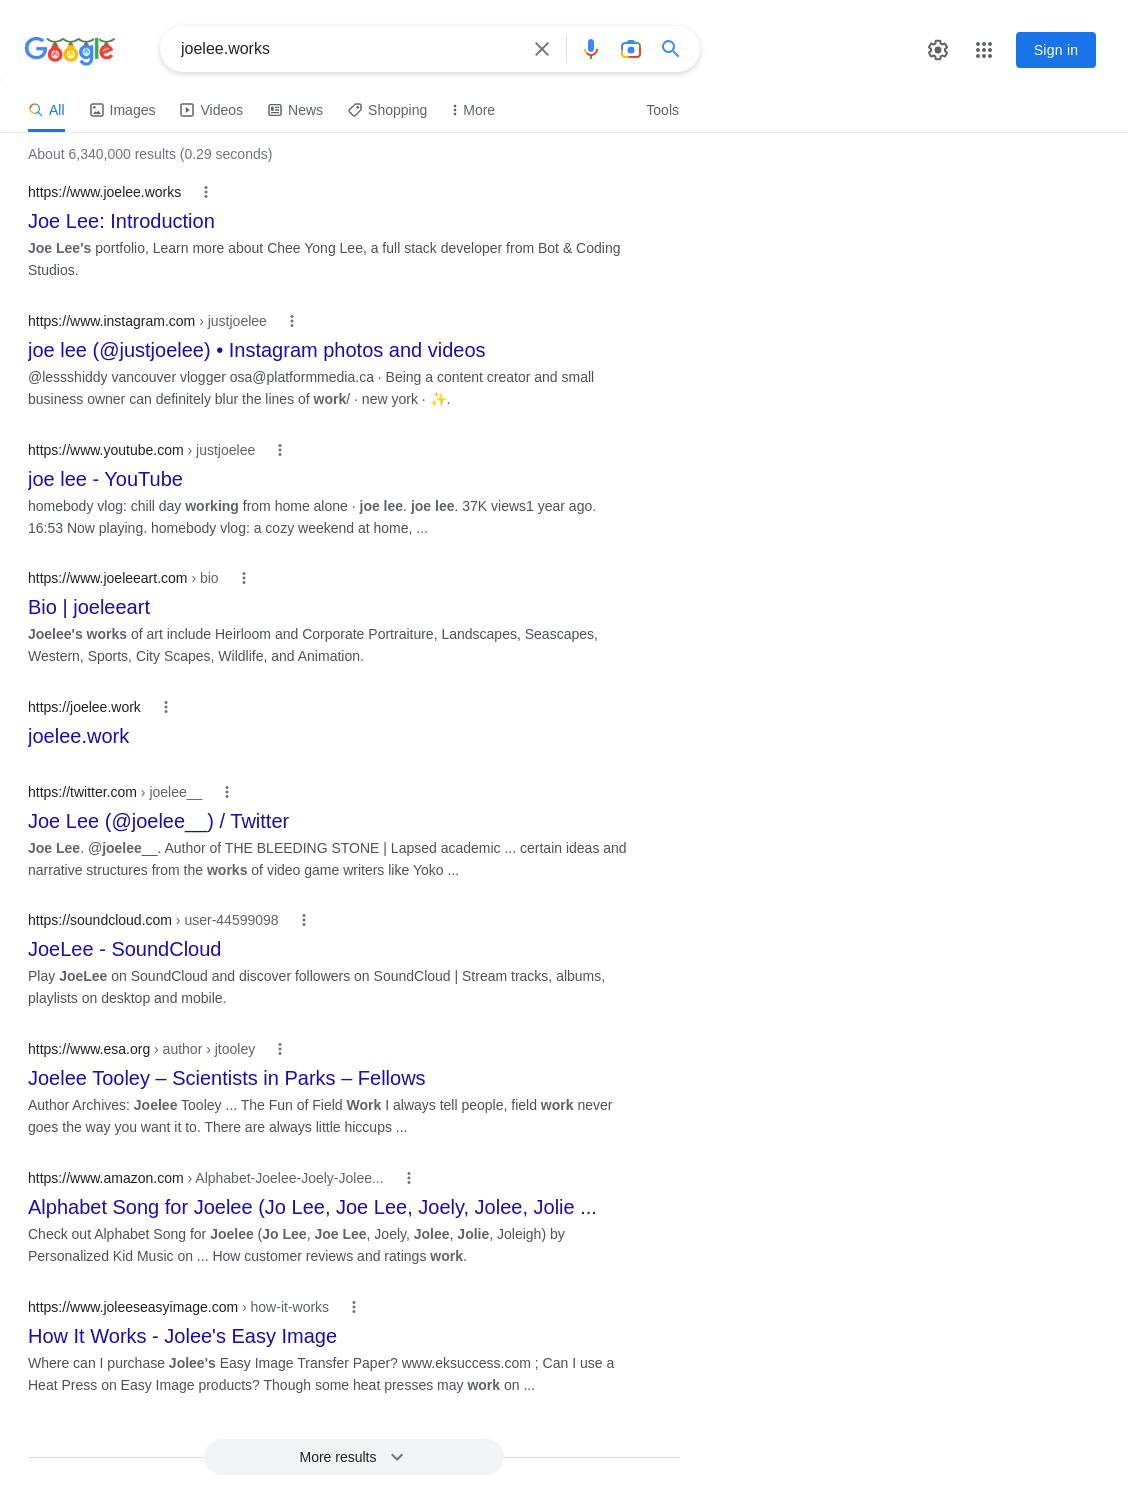 Google
joelee.works
Sign in
All Images Videos News Shopping More Tools
About 6,340,000 results (0.29 seconds)
https://www.joelee.works
Joe Lee: Introduction
Joe Lee's portfolio, Learn more about Chee Yong Lee, a full stack developer from Bot & Coding
Studios.
https://www.instagram.com › justjoelee
joe lee (@justjoelee) • Instagram photos and videos
@lessshiddy vancouver vlogger osa@platformmedia.ca · Being a content creator and small
business owner can definitely blur the lines of work/ · new york · ✨.
https://www.youtube.com › justjoelee
joe lee - YouTube
homebody vlog: chill day working from home alone · joe lee. joe lee. 37K views1 year ago.
16:53 Now playing. homebody vlog: a cozy weekend at home, ...
https://www.joeleeart.com › bio
Bio | joeleeart
Joelee's works of art include Heirloom and Corporate Portraiture, Landscapes, Seascapes,
Western, Sports, City Scapes, Wildlife, and Animation.
https://joelee.work
joelee.work
https://twitter.com › joelee__
Joe Lee (@joelee__) / Twitter
Joe Lee. @joelee__. Author of THE BLEEDING STONE | Lapsed academic ... certain ideas and
narrative structures from the works of video game writers like Yoko ...
https://soundcloud.com › user-44599098
JoeLee - SoundCloud
Play JoeLee on SoundCloud and discover followers on SoundCloud | Stream tracks, albums,
playlists on desktop and mobile.
https://www.esa.org › author › jtooley
Joelee Tooley – Scientists in Parks – Fellows
Author Archives: Joelee Tooley ... The Fun of Field Work I always tell people, field work never
goes the way you want it to. There are always little hiccups ...
https://www.amazon.com › Alphabet-Joelee-Joely-Jolee...
Alphabet Song for Joelee (Jo Lee, Joe Lee, Joely, Jolee, Jolie ...
Check out Alphabet Song for Joelee (Jo Lee, Joe Lee, Joely, Jolee, Jolie, Joleigh) by
Personalized Kid Music on ... How customer reviews and ratings work.
https://www.joleeseasyimage.com › how-it-works
How It Works - Jolee's Easy Image
Where can I purchase Jolee's Easy Image Transfer Paper? www.eksuccess.com ; Can I use a
Heat Press on Easy Image products? Though some heat presses may work on ...
More results